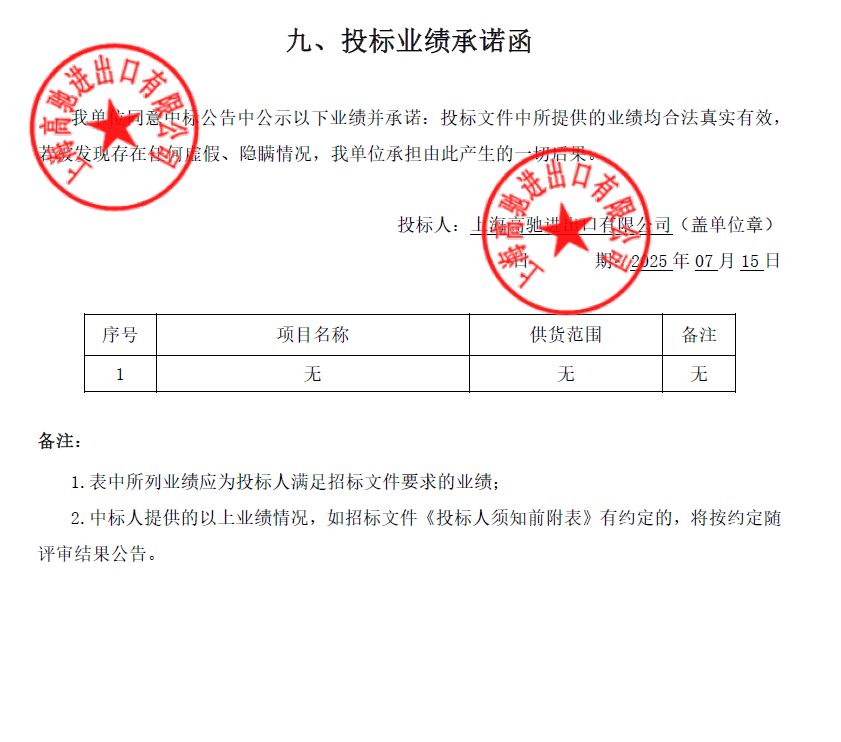 九、投标业绩承诺函
我单位同意中标公告中公示以下业绩并承诺：投标文件中所提供的业绩均合法真实有效，
若被发现存在任何虚假、隐瞒情况，我单位承担由此产生的一切后果。
上海高驰进出口有限公司
投标人：上海高驰进出口有限公司（盖单位章）
日 期：2025年07月15日
上海高驰进出口有限公司
序号 项目名称 供货范围 备注
1 无 无 无
备注：
1.表中所列业绩应为投标人满足招标文件要求的业绩；
2.中标人提供的以上业绩情况，如招标文件《投标人须知前附表》有约定的，将按约定随
评审结果公告。